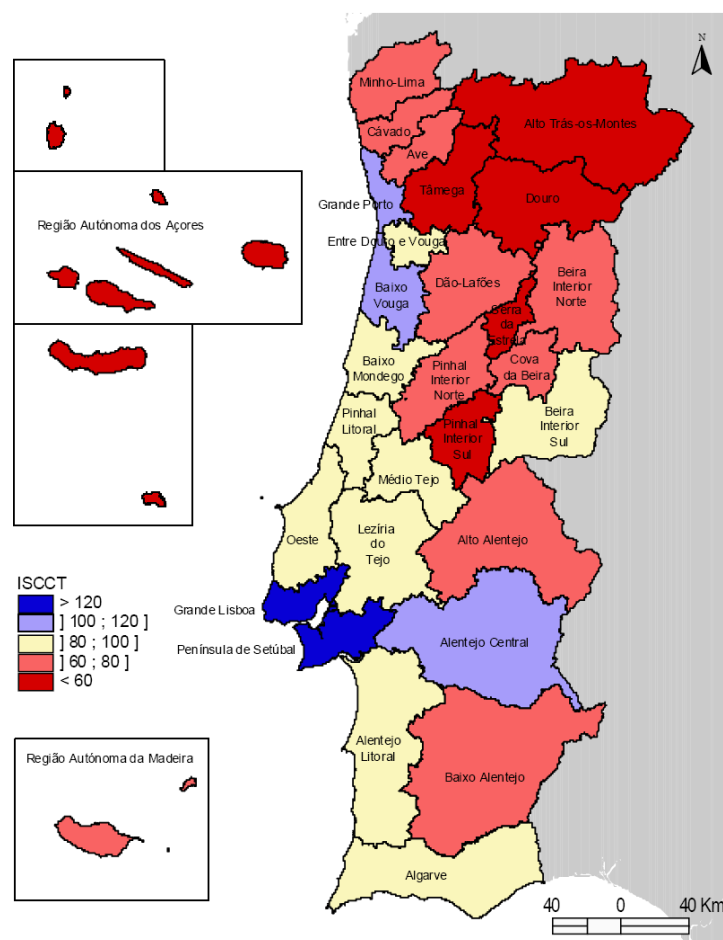 N
Minho-Lima
Alto Trás-os-Montes
Cávado
Ave
Tâmega
Douro
Grande Porto
Região Autónoma dos Açores
Entre Douro e Vouga
Dão-Lafões
Beira
Interior
Norte
Baixo
Vouga
Serra
da
Estrela
Baixo
Mondego
Pinhal
Interior
Norte
Cova
da Beira
Pinhal
Litoral
Beira
Interior
Sul
Pinhal
Interior
Sul
Médio Tejo
Oeste
Lezíria
do
Tejo
Alto Alentejo
ISCCT
> 120
] 100 ; 120 ]
] 80 ; 100 ]
] 60 ; 80 ]
< 60
Grande Lisboa
Península de Setúbal
Alentejo Central
Região Autónoma da Madeira
Alentejo
Litoral
Baixo Alentejo
Algarve
40 0 40 Km